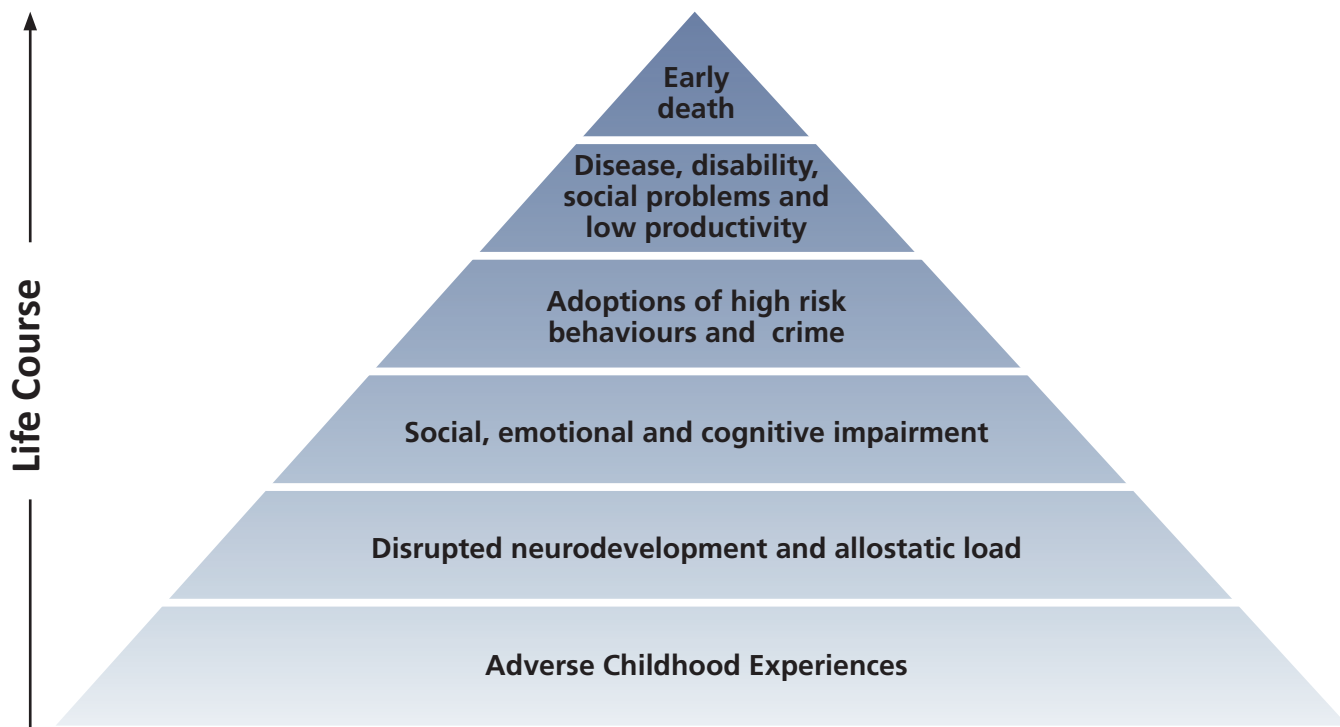 Early
death
Disease, disability,
social problems and
low productivity
Adoptions of high risk
behaviours and  crime
Social, emotional and cognitive impairment
Disrupted neurodevelopment and allostatic load
Adverse Childhood Experiences
Life Course